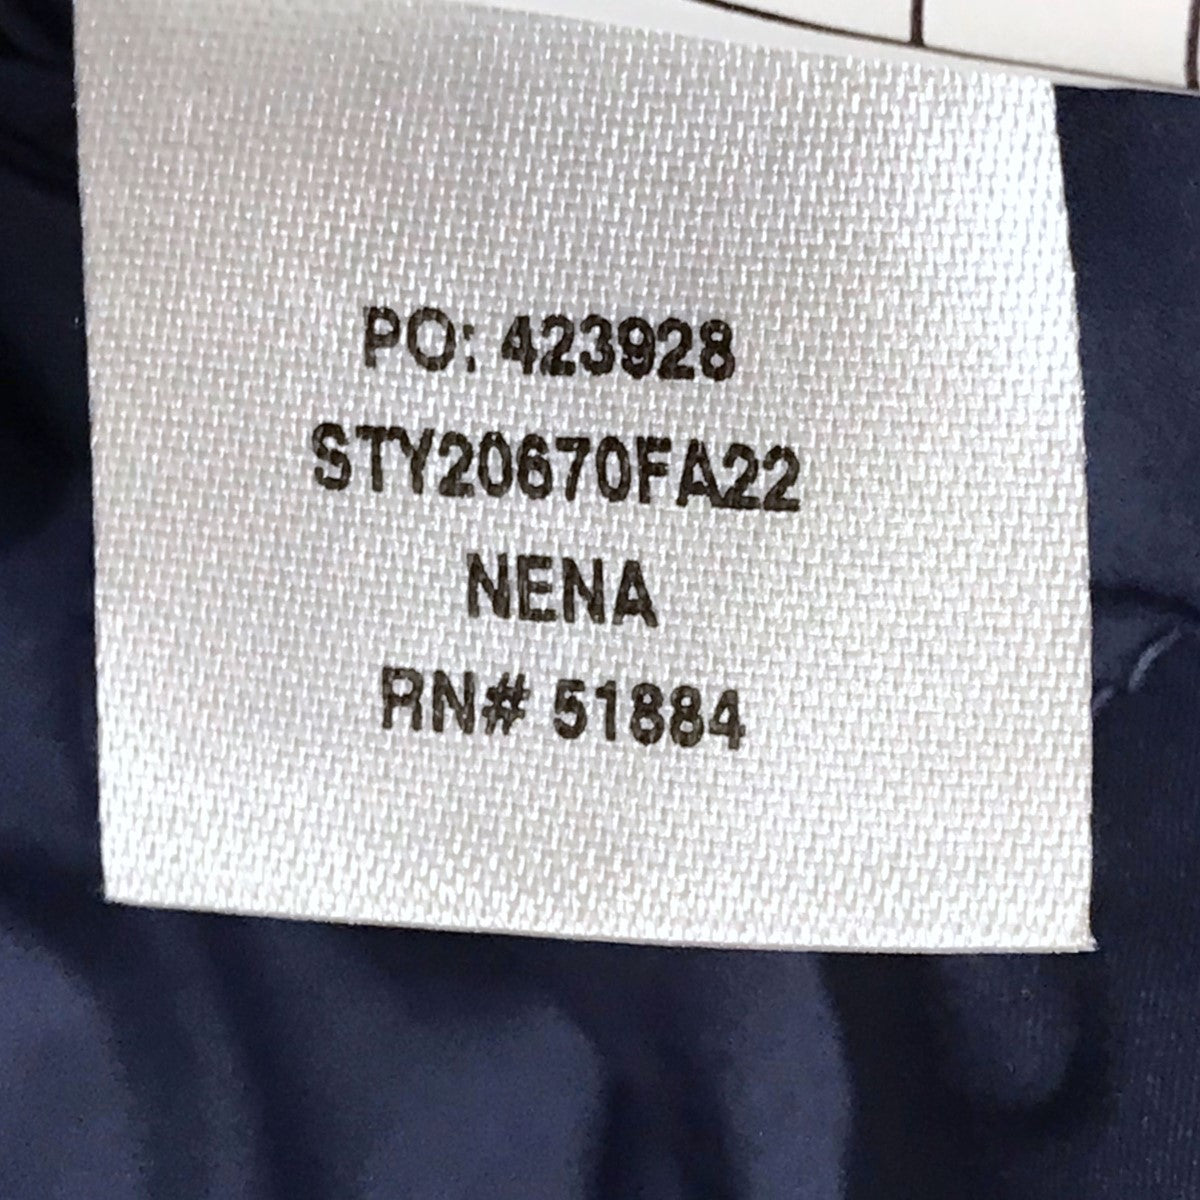 PO: 423928
STY20670FA22
NENA
RN# 51884